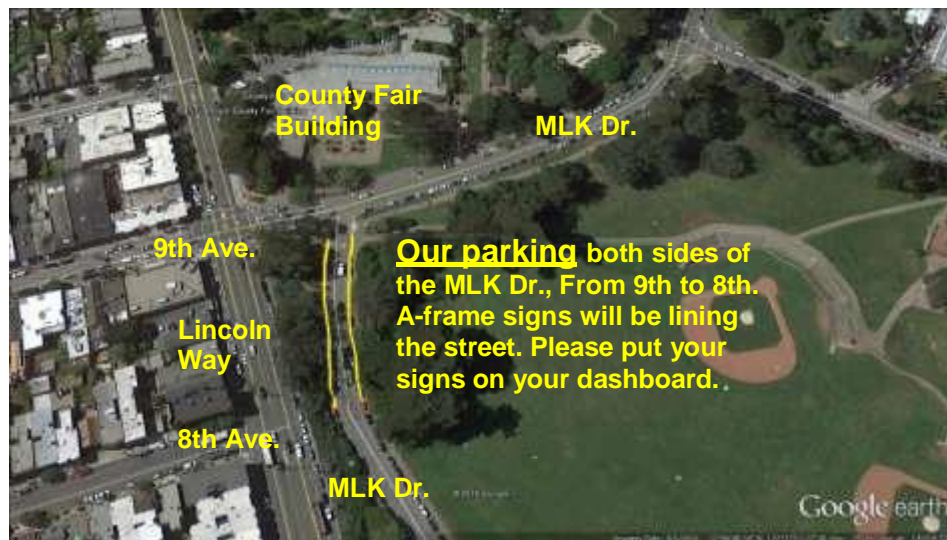 County Fair
Building
MLK Dr.
9th Ave.
Our parking both sides of
the MLK Dr., From 9th to 8th.
A-frame signs will be lining
the street. Please put your
signs on your dashboard.
Lincoln
Way
8th Ave.
MLK Dr.
Google earth